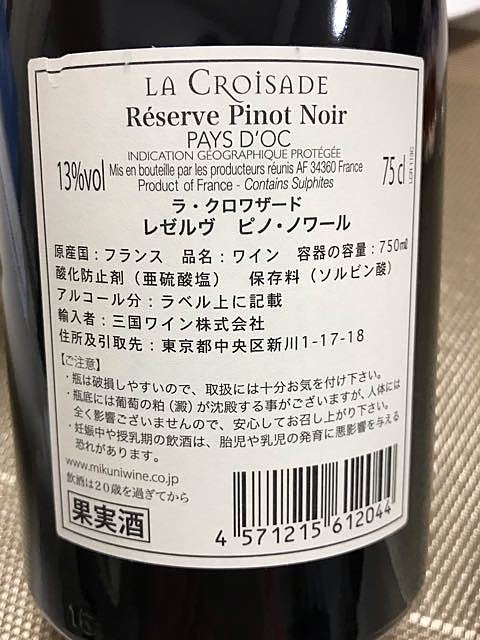 LA CROiSADE
Réserve Pinot Noir
PAYS D'OC
INDICATION GÉOGRAPHIQUE PROTÉGÉE
13%vol
Mis en bouteille par les producteurs réunis AF 34360 France
75 cl
Product of France - Contains Sulphites
ラ・クロワザード
レゼルヴ ピノ・ノワール
原産国：フランス 品名：ワイン 容器の容量：750mℓ
酸化防止剤（亜硫酸塩） 保存料（ソルビン酸）
アルコール分：ラベル上に記載
輸入者：三国ワイン株式会社
住所及引取先：東京都中央区新川1-17-18
【ご注意】
・瓶は破損しやすいので、取扱には十分お気を付け下さい。
・瓶底には葡萄の粕（澱）が沈殿する事がございますが、人体には
全く影響ございませんので、安心してお召し上がり下さい。
・妊娠中や授乳期の飲酒は、胎児や乳児の発育に悪影響を与える
恐れがあります。
www.mikuniwine.co.jp
飲酒は20歳を過ぎてから
果実酒
4 571215 612044